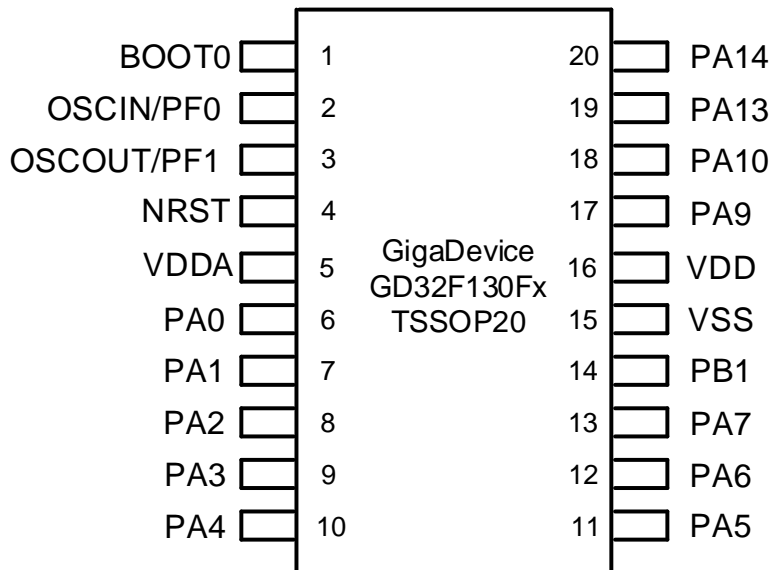 BOOT0 1 20 PA14
OSCIN/PF0 2 19 PA13
OSCOUT/PF1 3 18 PA10
NRST 4 17 PA9
VDDA 5 16 VDD
PA0 6 15 VSS
PA1 7 14 PB1
PA2 8 13 PA7
PA3 9 12 PA6
PA4 10 11 PA5
GigaDevice
GD32F130Fx
TSSOP20